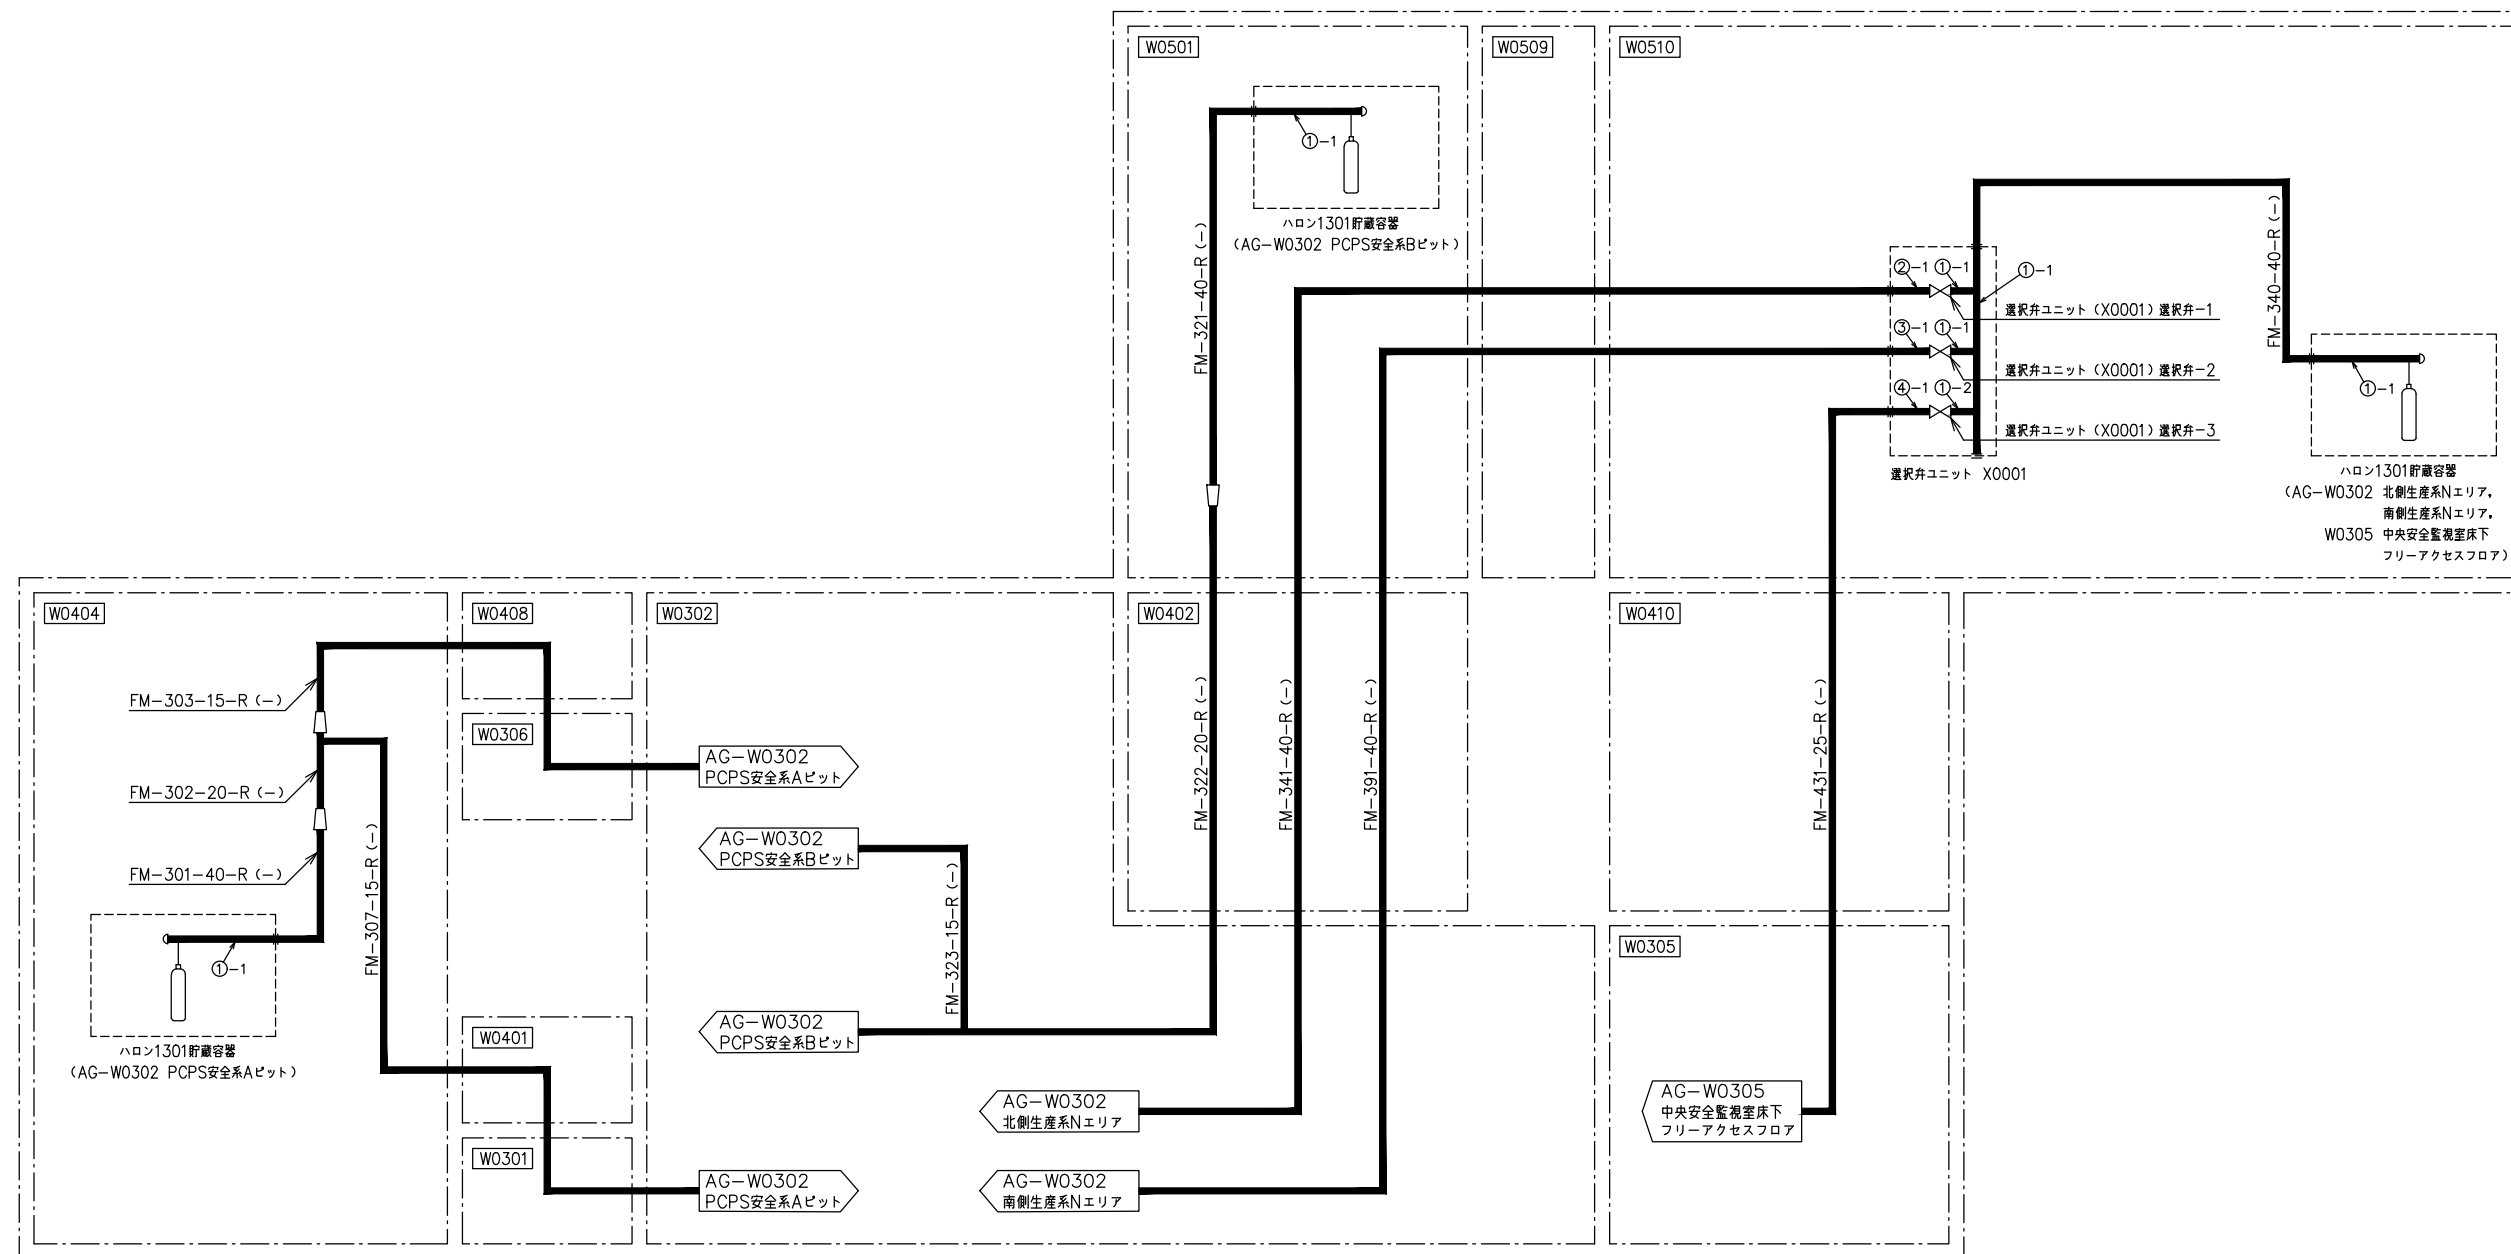 W0501
W0509
W0510
①-1
ハロン1301貯蔵容器
(AG-W0302 PCPS安全系Bピット)
FM-321-40-R(-)
②-1 ①-1
①-1
選択弁ユニット(X0001)選択弁-1
③-1 ①-1
選択弁ユニット(X0001)選択弁-2
④-1 ①-2
選択弁ユニット(X0001)選択弁-3
選択弁ユニット X0001
FM-340-40-R(-)
①-1
ハロン1301貯蔵容器
(AG-W0302 北側生産系Nエリア,
南側生産系Nエリア,
W0305 中央安全監視室床下
フリーアクセスフロア)
W0404
W0408
W0302
W0402
W0410
FM-303-15-R(-)
W0306
FM-302-20-R(-)
FM-301-40-R(-)
FM-307-15-R(-)
①-1
ハロン1301貯蔵容器
(AG-W0302 PCPS安全系Aピット)
AG-W0302
PCPS安全系Aピット
AG-W0302
PCPS安全系Bピット
FM-323-15-R(-)
FM-322-20-R(-)
FM-341-40-R(-)
FM-391-40-R(-)
FM-431-25-R(-)
W0305
W0401
AG-W0302
PCPS安全系Bピット
AG-W0302
北側生産系Nエリア
AG-W0305
中央安全監視室床下
フリーアクセスフロア
W0301
AG-W0302
PCPS安全系Aピット
AG-W0302
南側生産系Nエリア